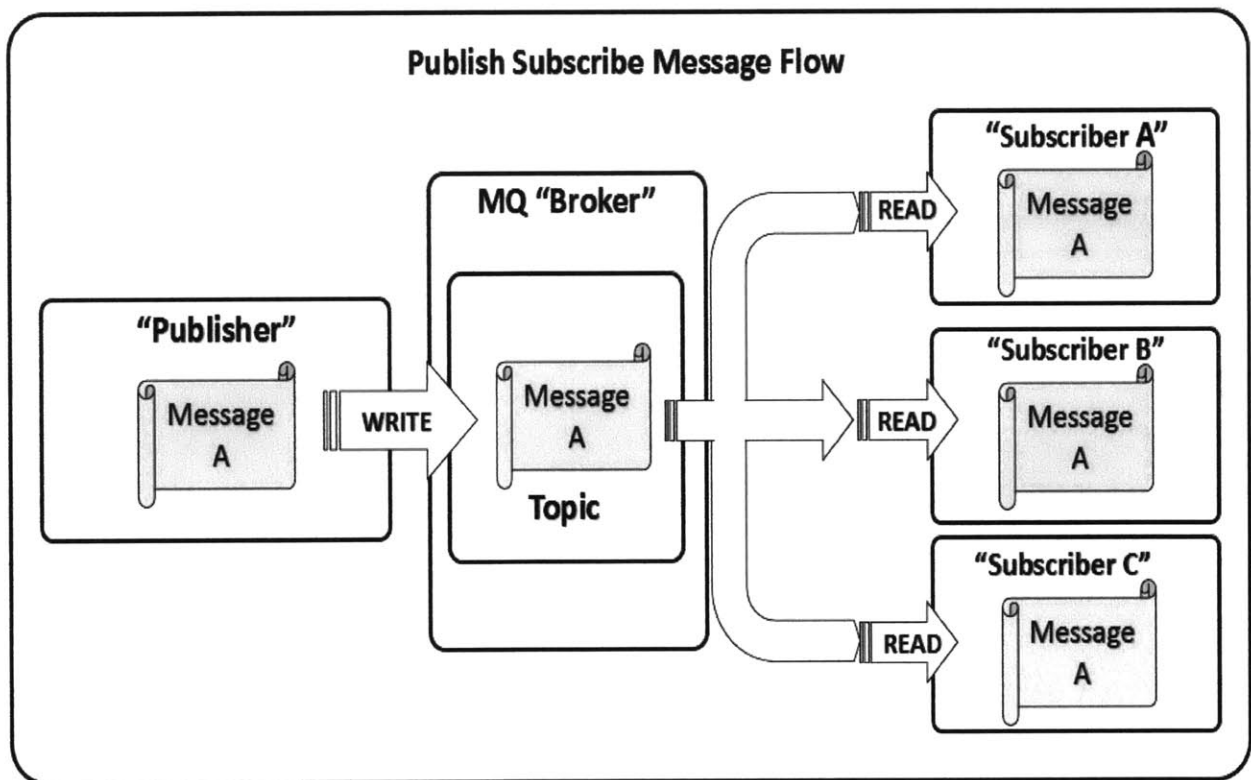 Publish Subscribe Message Flow
“Publisher”
Message
A
WRITE
MQ “Broker”
Message
A
Topic
READ
“Subscriber A”
Message
A
READ
“Subscriber B”
Message
A
READ
“Subscriber C”
Message
A